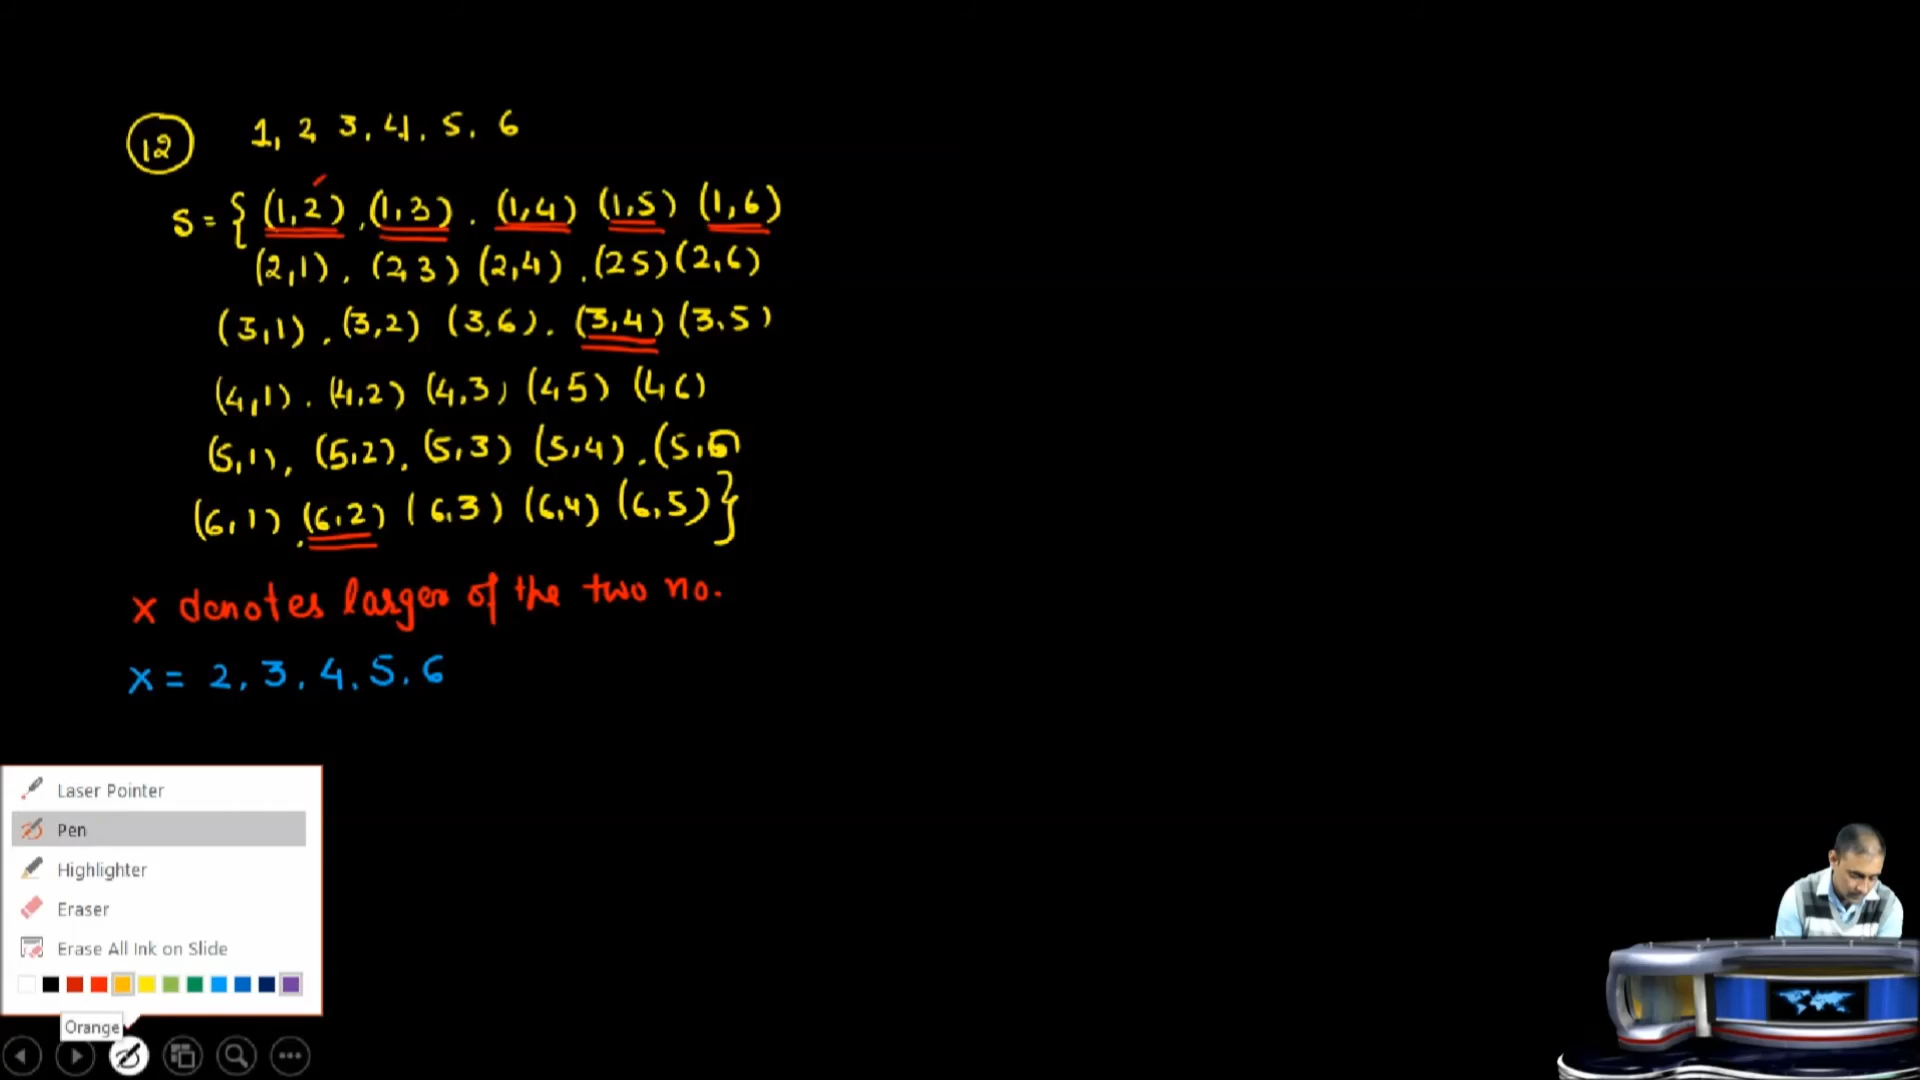 12 1, 2 3, 4, 5, 6
S = { (1,2), (1,3), (1,4) (1,5) (1,6)
(2,1), (2,3) (2,4), (2 5) (2,6)
(3,1), (3,2) (3,6), (3,4) (3,5)
(4,1), (4,2) (4,3) (4,5) (4 6)
(5,1), (5,2), (5,3) (5,4), (5,6)
(6,1), (6,2) (6,3) (6,4) (6,5) }
x denotes larger of the two no.
x = 2, 3, 4, 5, 6
Laser Pointer
Pen
Highlighter
Eraser
Erase All Ink on Slide
Orange